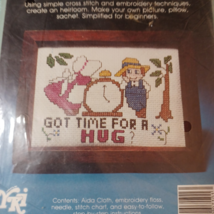 Using simple cross stitch and embroidery techniques,
create an heirloom. Make your own picture, pillow,
sachet. Simplified for beginners.
GOT TIME FOR A
HUG?
Contents: Aida Cloth, embroidery floss,
needle, stitch chart, and easy-to-follow